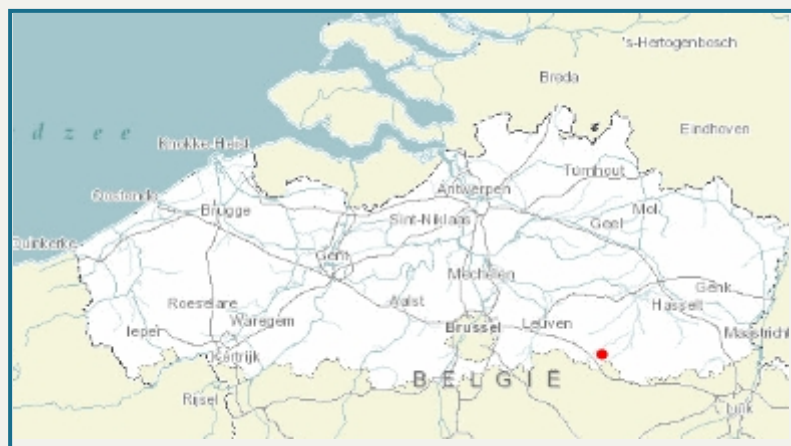 's-Hertogenbosch
Breda
Eindhoven
d z e e
Knokke-Heist
Turnhout
Oostende
Antwerpen
Mol
Brugge
Sint-Niklaas
Geel
Duinkerke
Gent
Mechelen
Genk
Roeselare
Aalst
Hasselt
Ieper
Waregem
Brussel
Leuven
Maastricht
Kortrijk
BELGIË
Rijsel
Luik